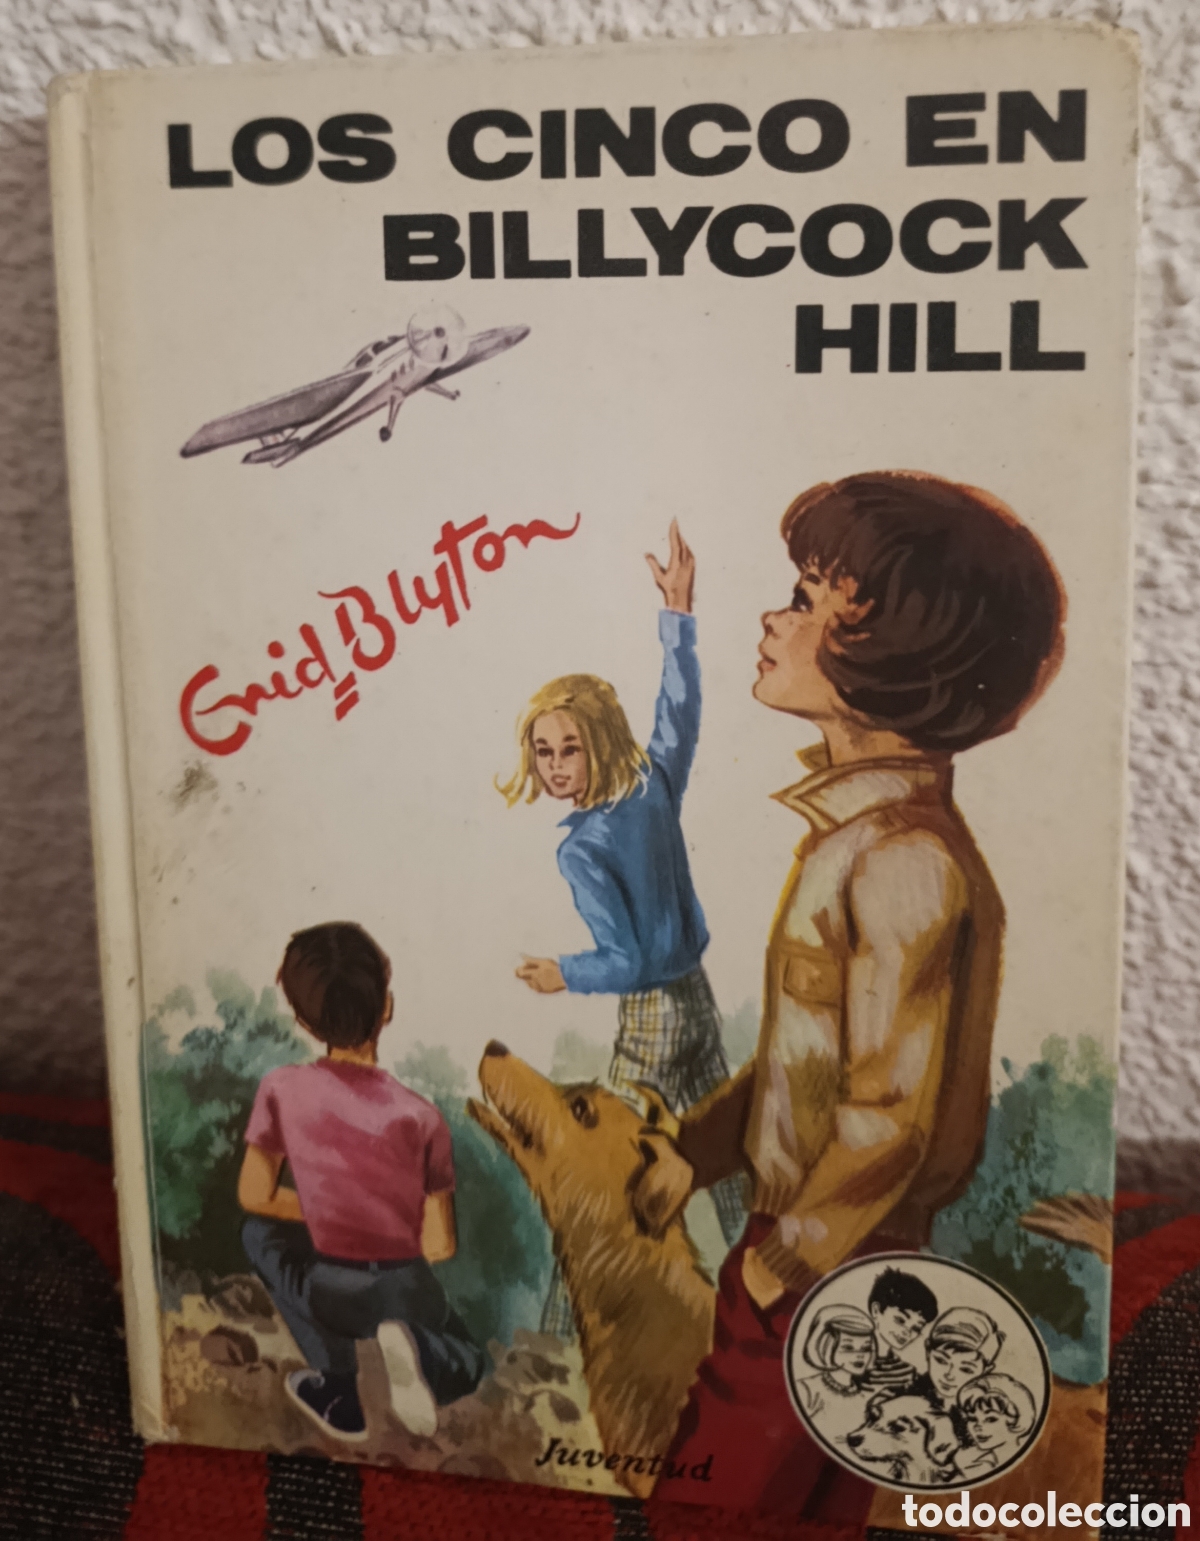 LOS CINCO EN
BILLYCOCK
HILL
Enid Blyton
Juventud
todocoleccion